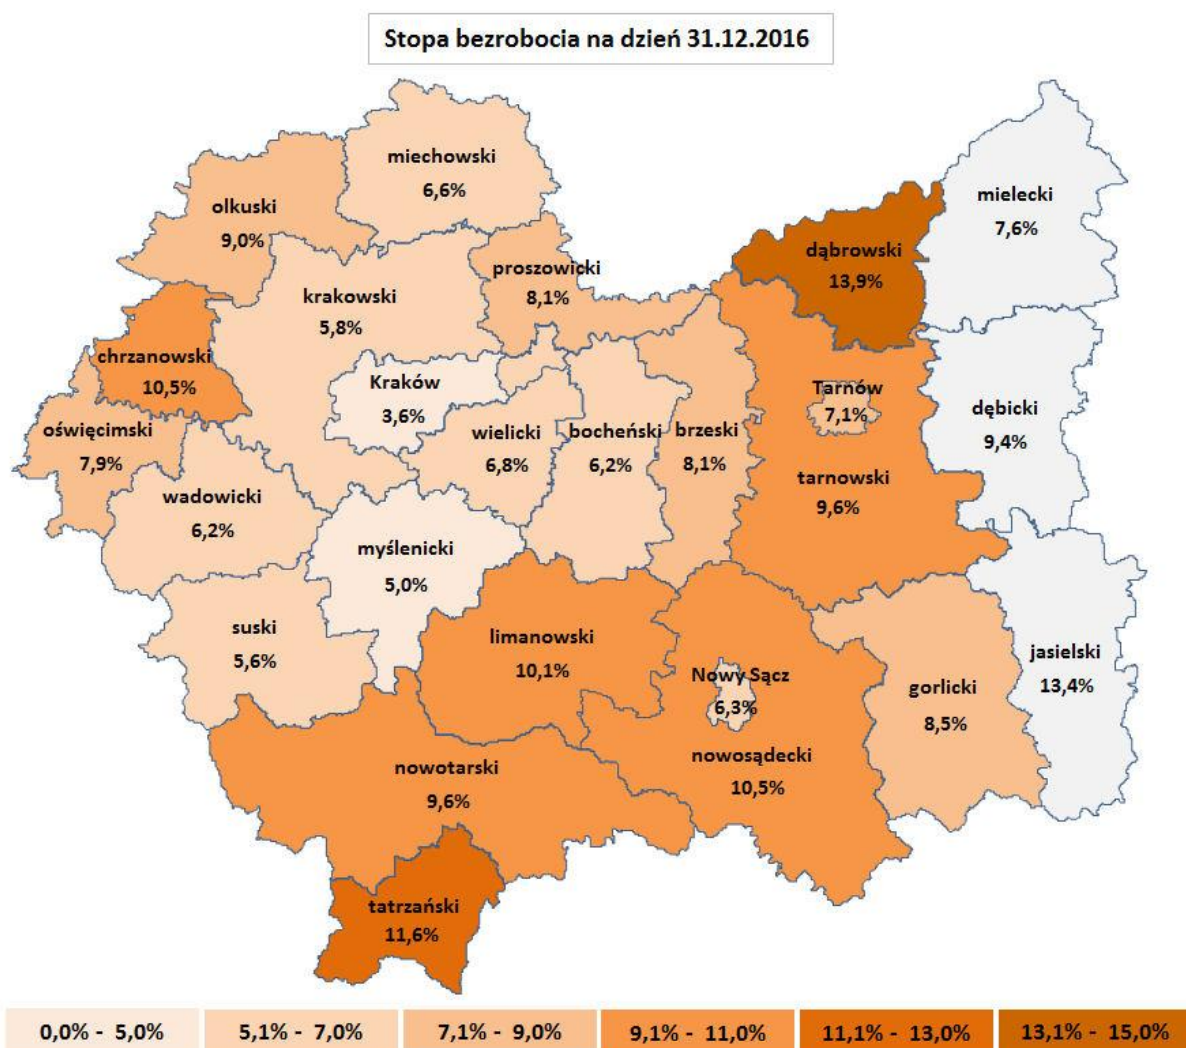 Stopa bezrobocia na dzień 31.12.2016
miechowski
6,6%
mielecki
7,6%
olkuski
9,0%
dąbrowski
13,9%
proszowicki
8,1%
krakowski
5,8%
chrzanowski
10,5%
Kraków
3,6%
Tarnów
7,1%
dębicki
9,4%
oświęcimski
7,9%
wielicki
6,8%
bocheński
6,2%
brzeski
8,1%
tarnowski
9,6%
wadowicki
6,2%
myślenicki
5,0%
suski
5,6%
limanowski
10,1%
jasielski
13,4%
Nowy Sącz
6,3%
gorlicki
8,5%
nowosądecki
10,5%
nowotarski
9,6%
tatrzański
11,6%
0,0% - 5,0%
5,1% - 7,0%
7,1% - 9,0%
9,1% - 11,0%
11,1% - 13,0%
13,1% - 15,0%